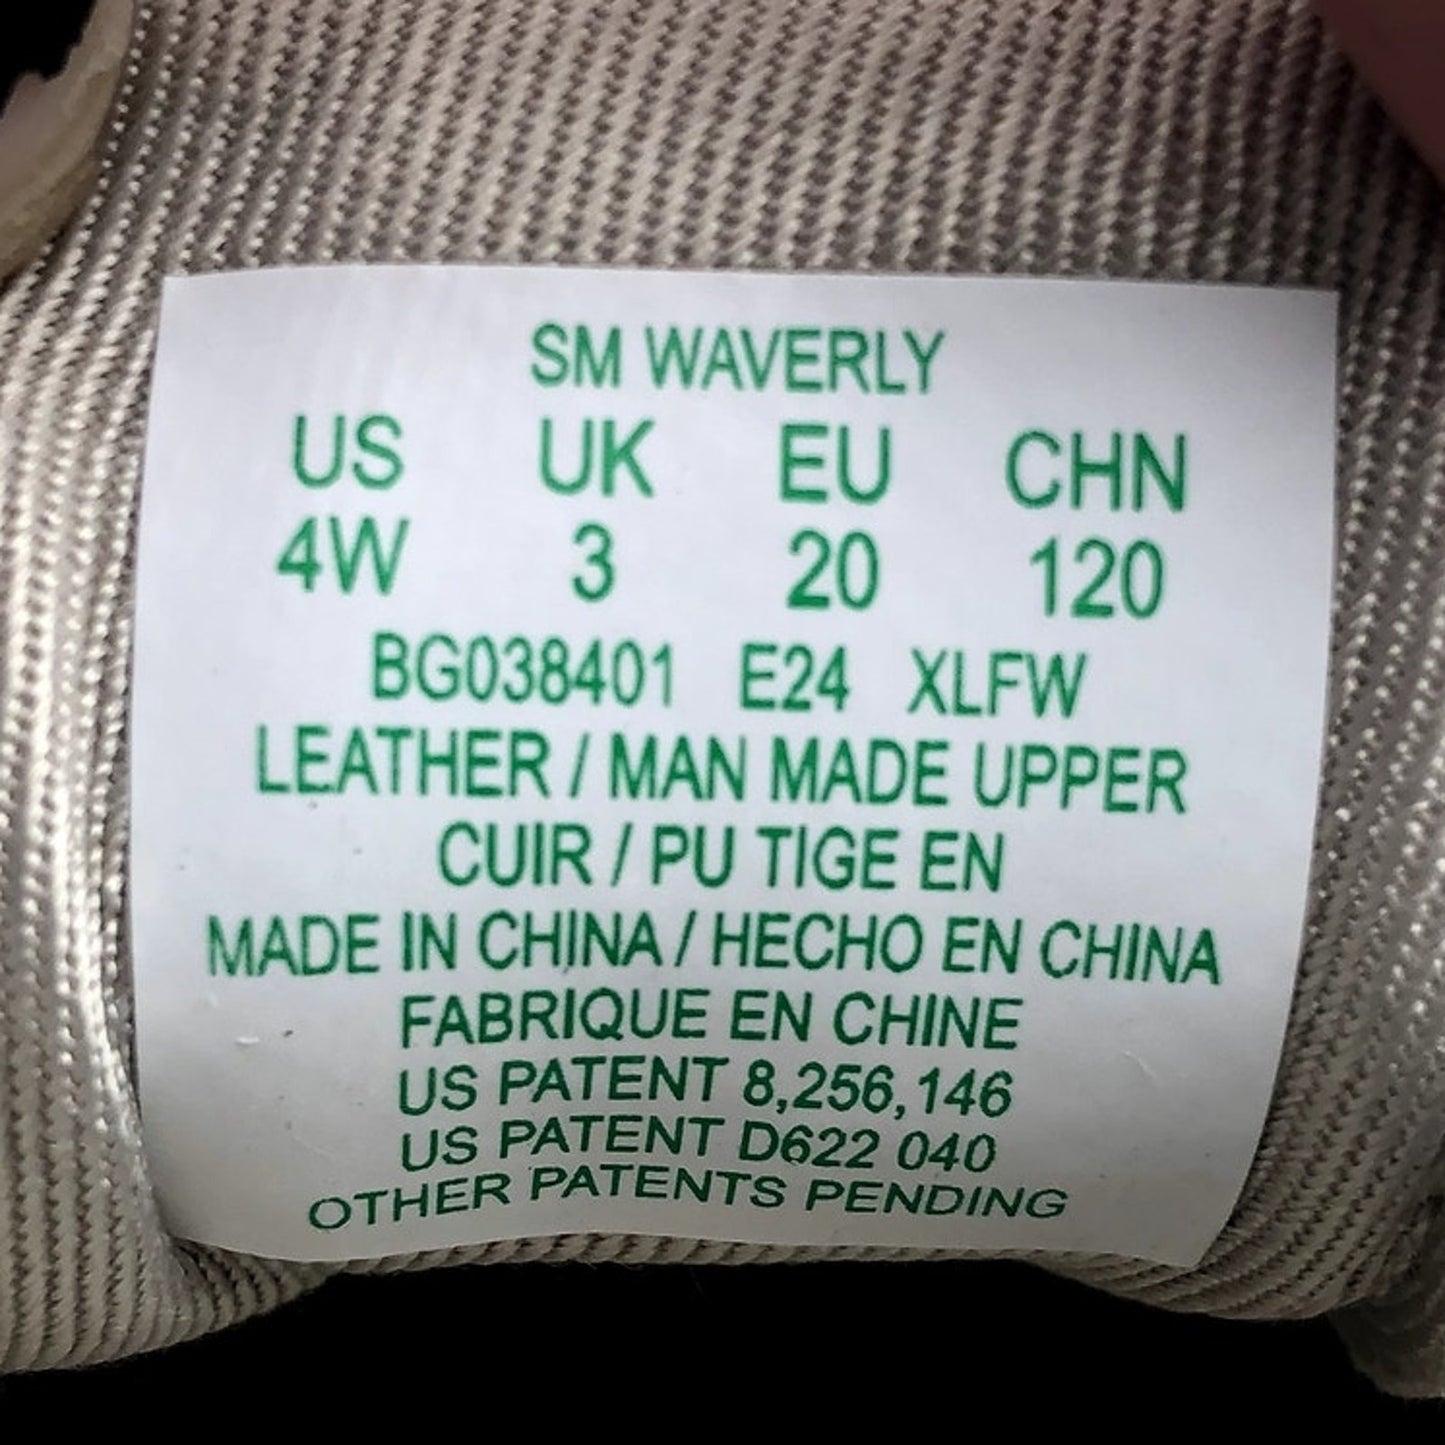 SM WAVERLY
US UK EU CHN
4W 3 20 120
BG038401 E24 XLFW
LEATHER / MAN MADE UPPER
CUIR / PU TIGE EN
MADE IN CHINA / HECHO EN CHINA
FABRIQUE EN CHINE
US PATENT 8,256,146
US PATENT D622 040
OTHER PATENTS PENDING